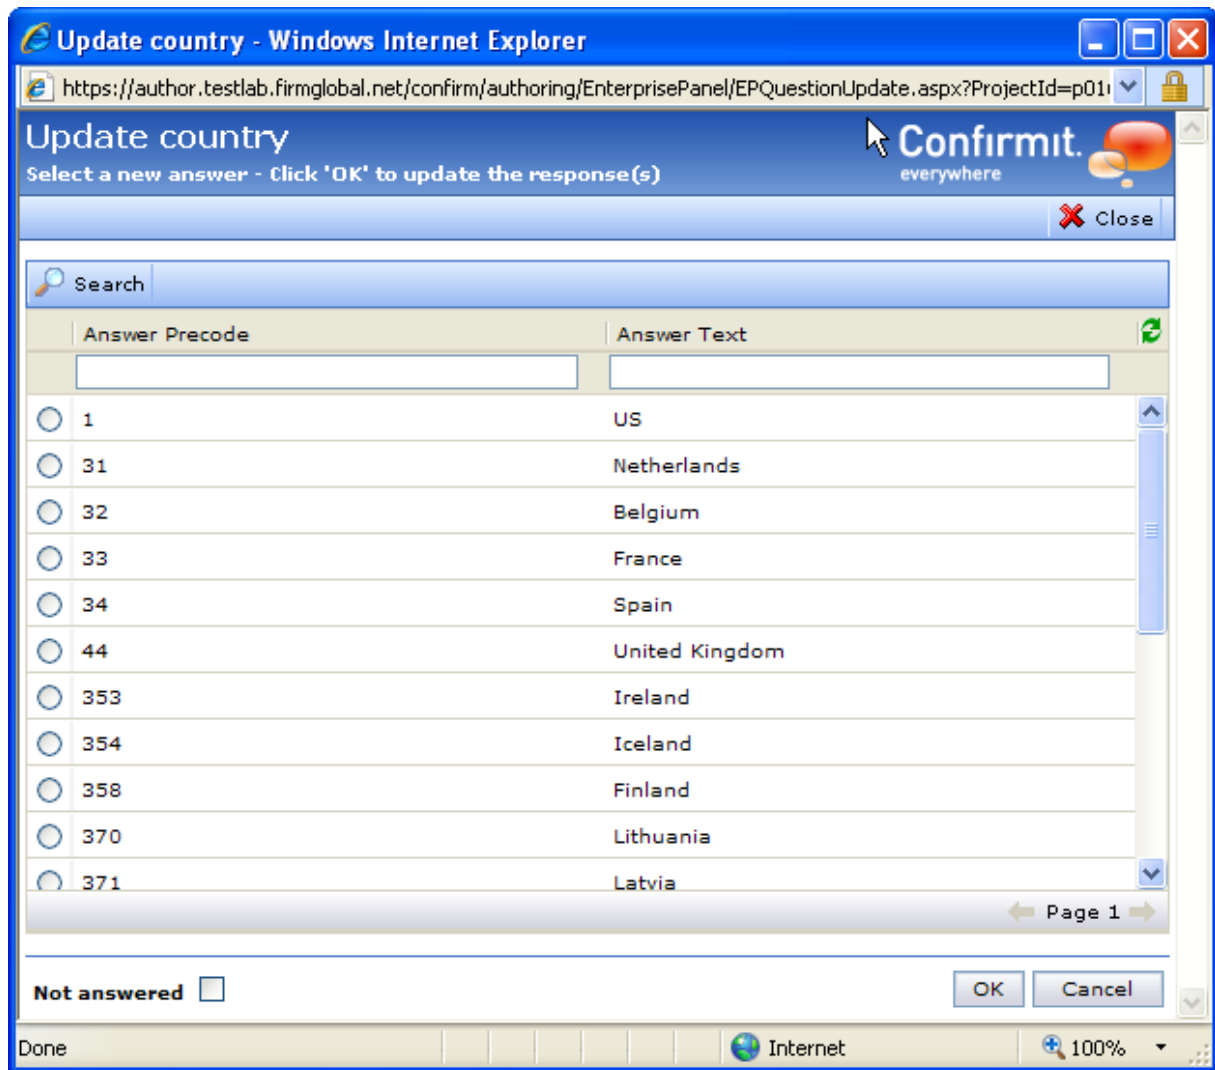 Update country - Windows Internet Explorer
https://author.testlab.firmglobal.net/confirm/authoring/EnterprisePanel/EPQuestionUpdate.aspx?ProjectId=p01
Update country
Confirmit.
everywhere
Select a new answer - Click 'OK' to update the response(s)
Close
Search
Answer Precode Answer Text
1 US
31 Netherlands
32 Belgium
33 France
34 Spain
44 United Kingdom
353 Ireland
354 Iceland
358 Finland
370 Lithuania
371 Latvia
Page 1
Not answered OK Cancel
Done Internet 100%